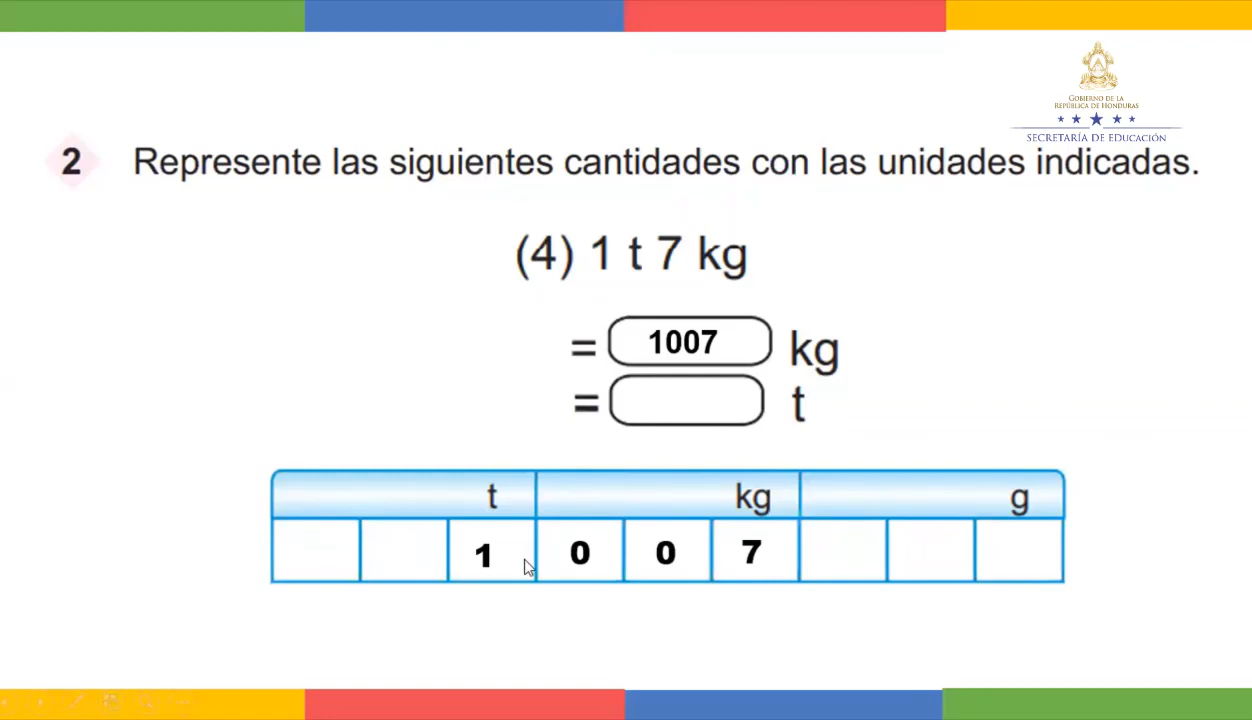 GOBIERNO DE LA
REPÚBLICA DE HONDURAS
SECRETARÍA DE EDUCACIÓN
2 Represente las siguientes cantidades con las unidades indicadas.
(4) 1 t 7 kg
= 1007 kg
= t
t kg g
1 0 0 7